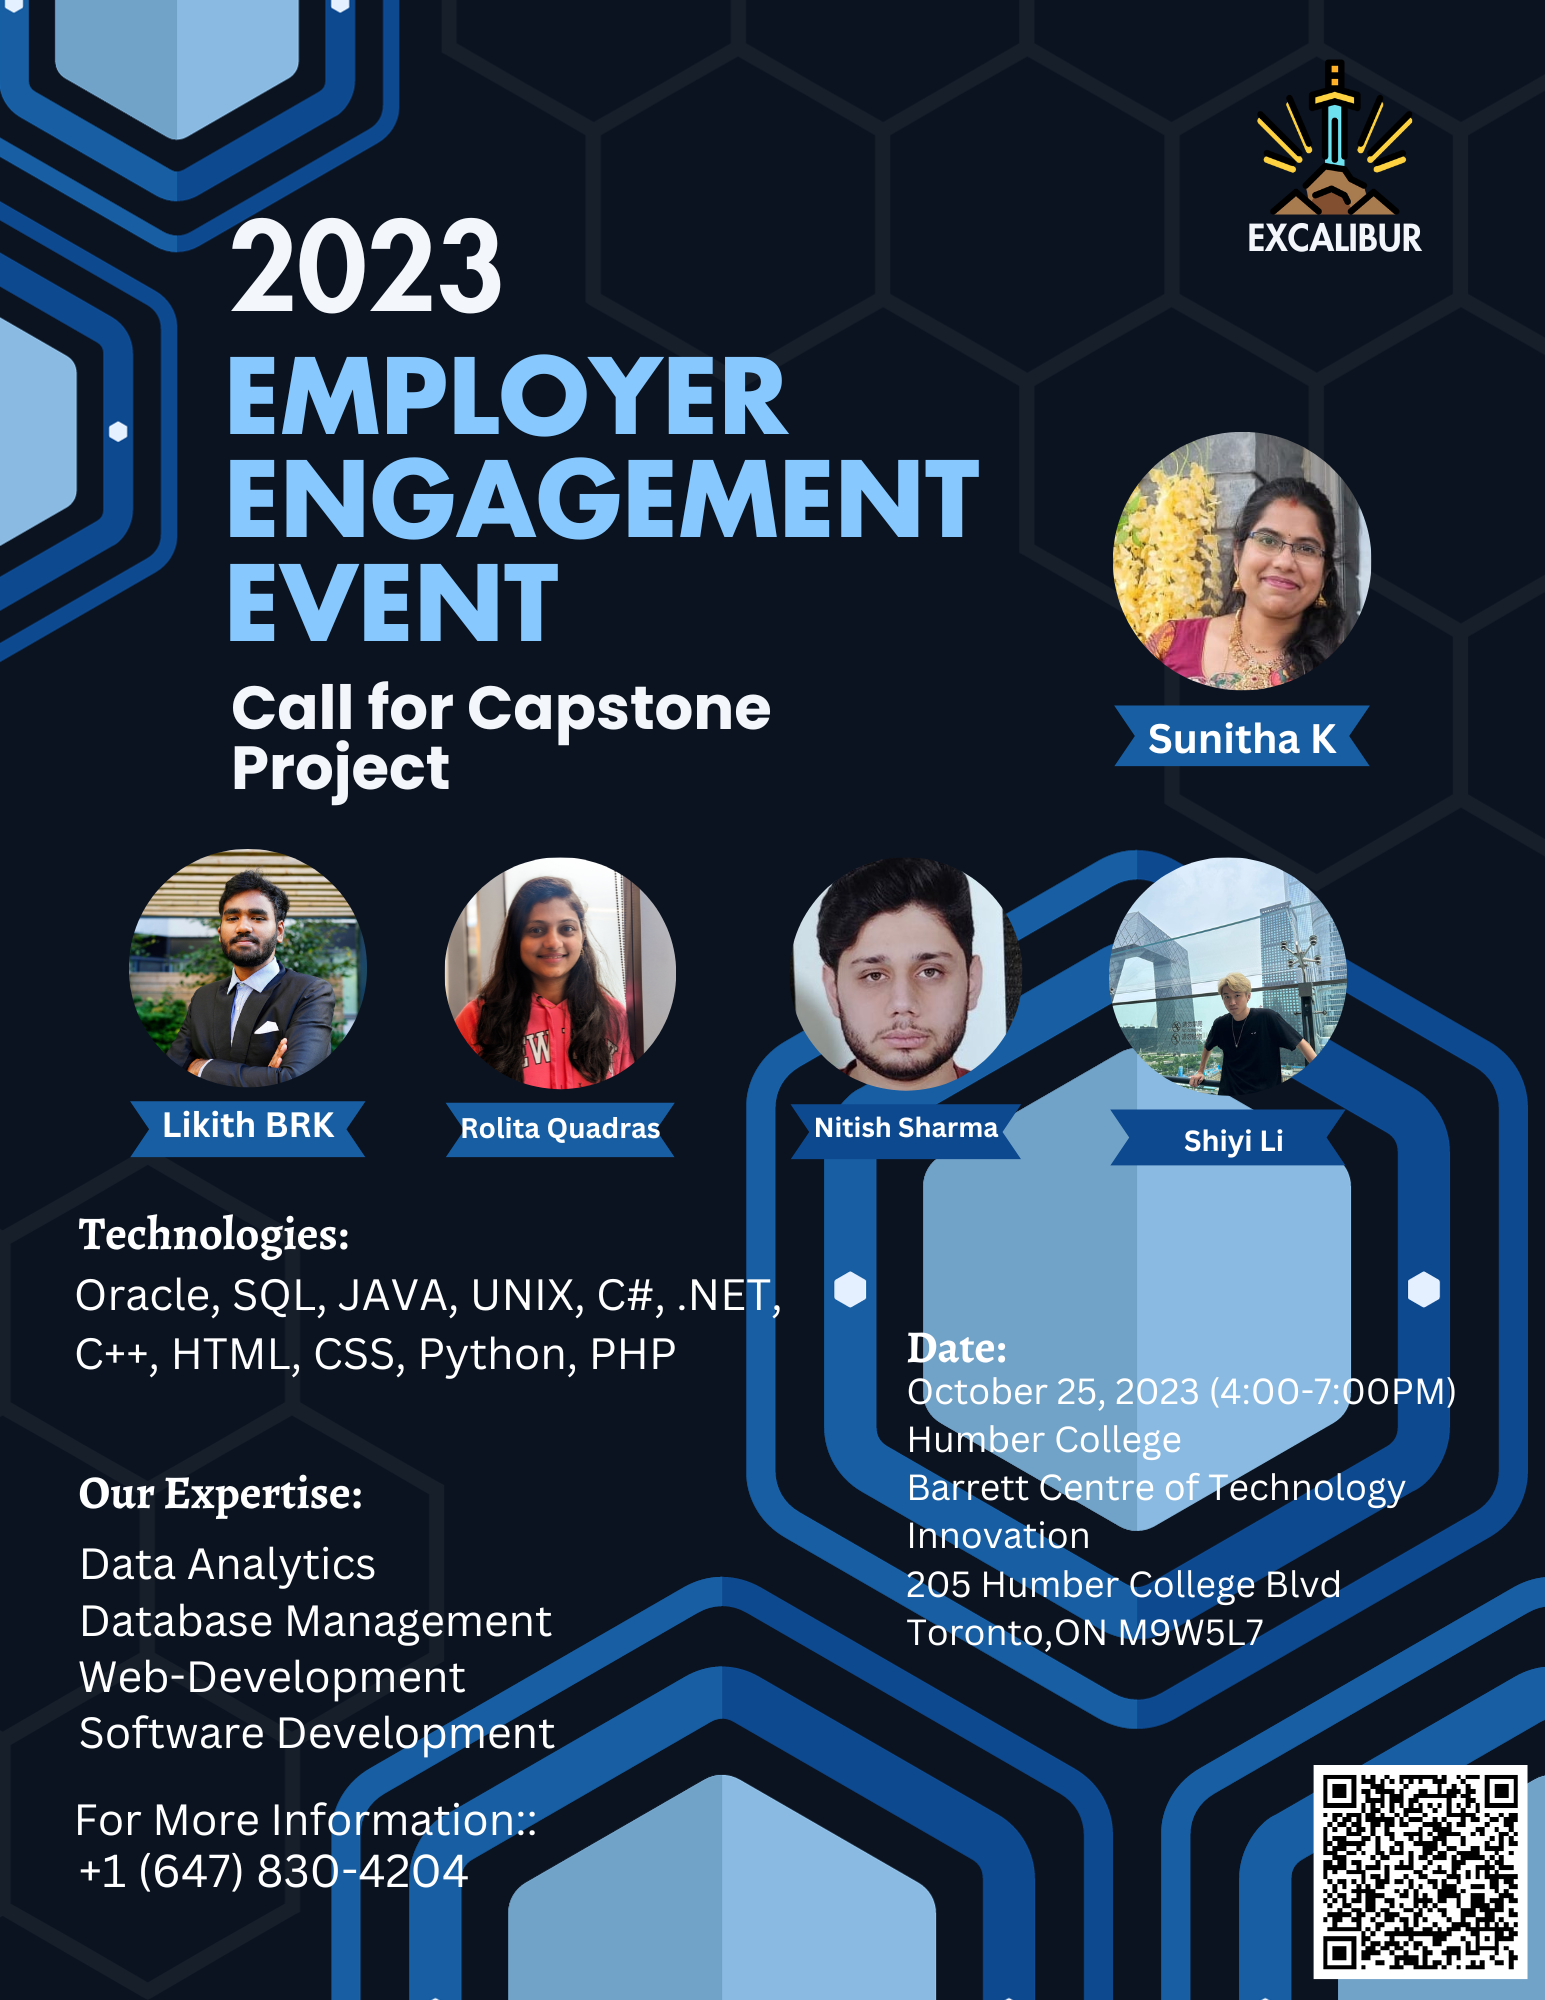 EXCALIBUR
2023
EMPLOYER
ENGAGEMENT
EVENT
Call for Capstone
Project
Sunitha K
Likith BRK
Rolita Quadras
Nitish Sharma
Shiyi Li
Technologies:
Oracle, SQL, JAVA, UNIX, C#, .NET,
C++, HTML, CSS, Python, PHP
Our Expertise:
Data Analytics
Database Management
Web-Development
Software Development
For More Information::
+1 (647) 830-4204
Date:
October 25, 2023 (4:00-7:00PM)
Humber College
Barrett Centre of Technology
Innovation
205 Humber College Blvd
Toronto,ON M9W5L7